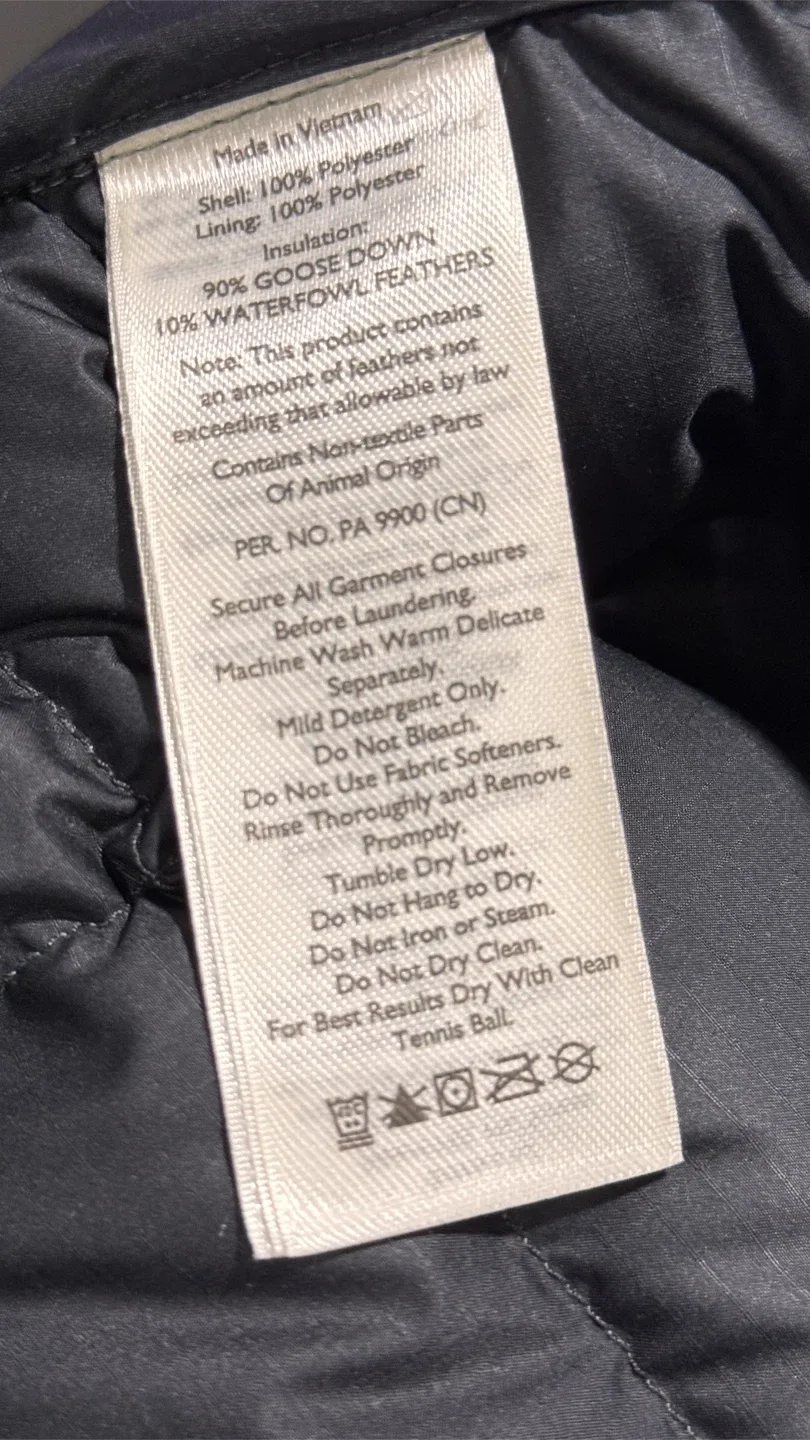 Made in Vietnam
Shell: 100% Polyester
Lining: 100% Polyester
Insulation:
90% GOOSE DOWN
10% WATERFOWL FEATHERS
Note: This product contains
an amount of feathers not
exceeding that allowable by law
Contains Non-textile Parts
Of Animal Origin
PER. NO. PA 9900 (CN)
Secure All Garment Closures
Before Laundering.
Machine Wash Warm Delicate
Separately.
Mild Detergent Only.
Do Not Bleach.
Do Not Use Fabric Softeners.
Rinse Thoroughly and Remove
Promptly.
Tumble Dry Low.
Do Not Hang to Dry.
Do Not Iron or Steam.
Do Not Dry Clean.
For Best Results Dry With Clean
Tennis Ball.